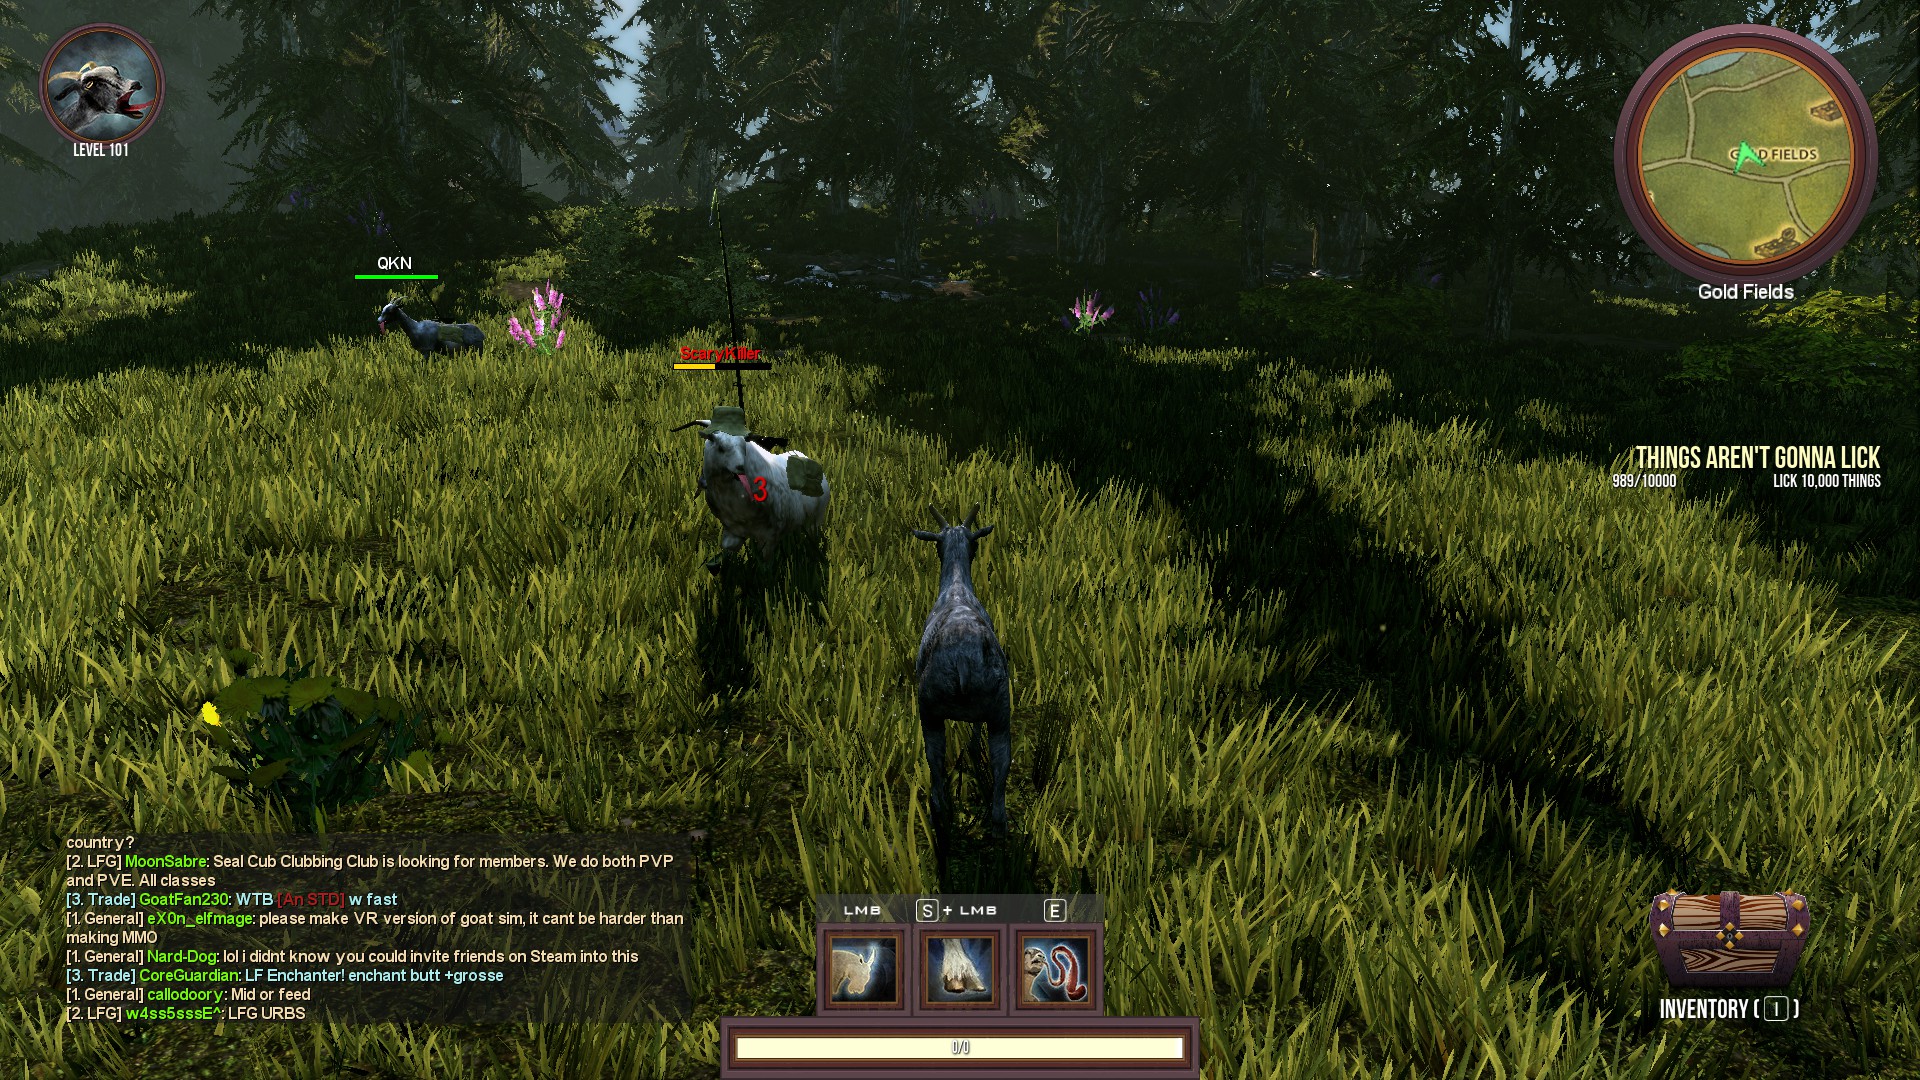 LEVEL 101
QKN
ScaryKiller
3
GOLD FIELDS
Gold Fields
THINGS AREN'T GONNA LICK
989/10000 LICK 10,000 THINGS
country?
[2. LFG] MoonSabre: Seal Cub Clubbing Club is looking for members. We do both PVP
and PVE. All classes
[3. Trade] GoatFan230: WTB [An STD] w fast
[1. General] eX0n_elfmage: please make VR version of goat sim, it cant be harder than
making MMO
[1. General] Nard-Dog: lol i didnt know you could invite friends on Steam into this
[3. Trade] CoreGuardian: LF Enchanter! enchant butt +grosse
[1. General] callodoory: Mid or feed
[2. LFG] w4ss5sssE^: LFG URBS
LMB S + LMB E
0/0
INVENTORY ( I )